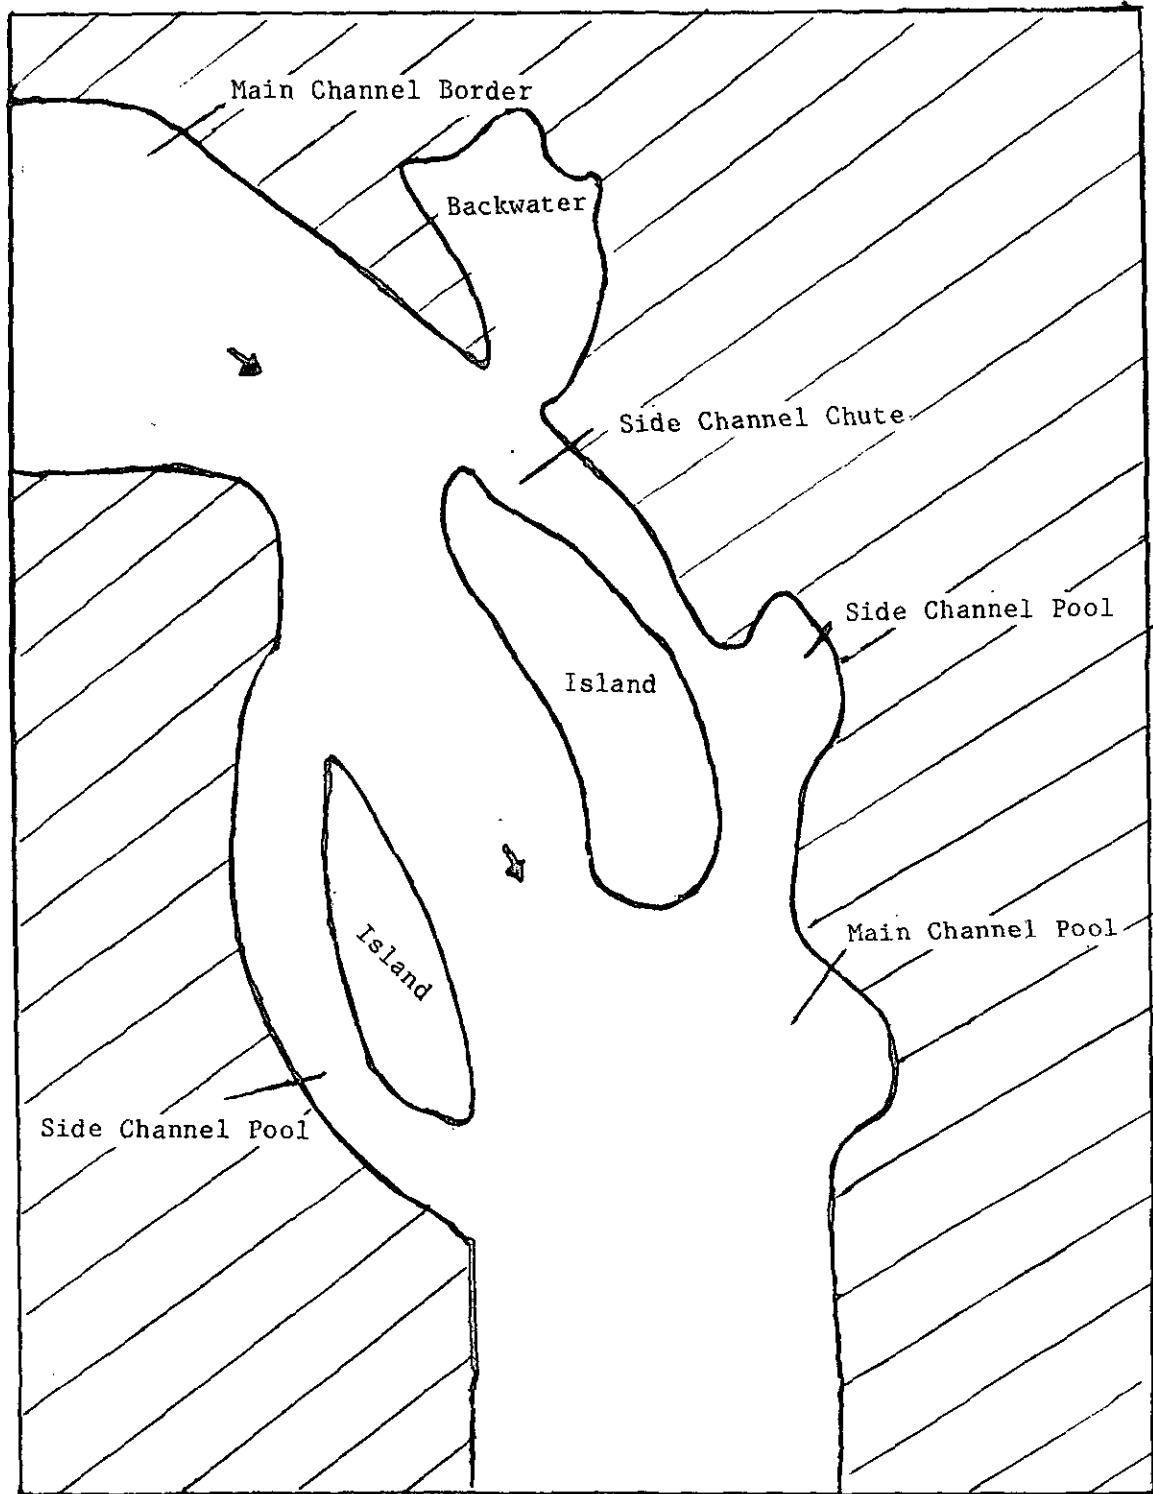 Main Channel Border
Backwater
Side Channel Chute
Side Channel Pool
Island
Island
Main Channel Pool
Side Channel Pool